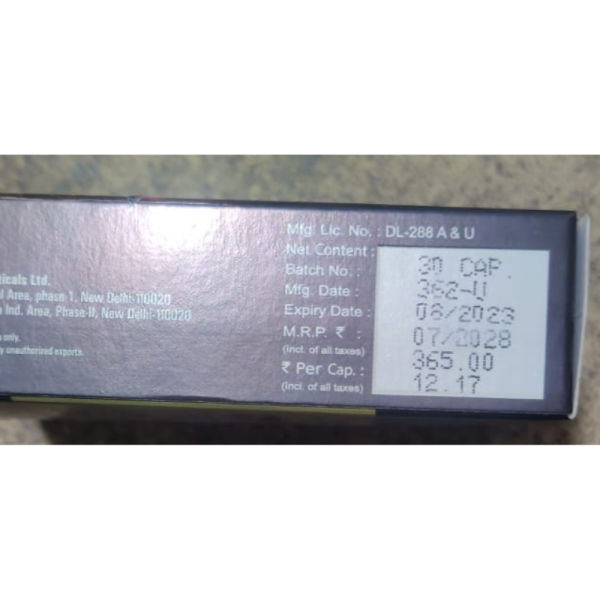 Mfg. Lic. No. : DL-288 A & U
Net Content : 30 CAP.
Batch No. : 362-U
Mfg. Date : 08/2023
Expiry Date : 07/2028
M.R.P. ₹ : 365.00
(Incl. of all taxes)
₹ Per Cap. : 12.17
(Incl. of all taxes)
Ltd.
Area, phase-1, New Delhi-110020
Ind. Area, Phase-II, New Delhi-110020
only.
unauthorized exports.